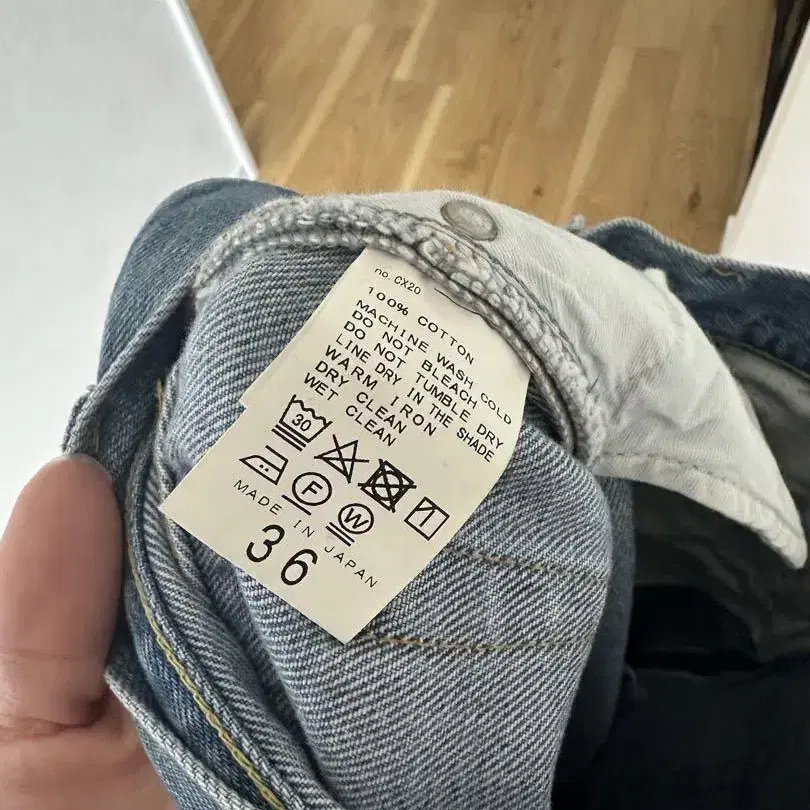 no. CX20
100% COTTON
MACHINE WASH COLD
DO NOT BLEACH
DO NOT TUMBLE DRY
LINE DRY IN THE SHADE
WARM IRON
DRY CLEAN
WET CLEAN
30
F W
MADE IN JAPAN
36